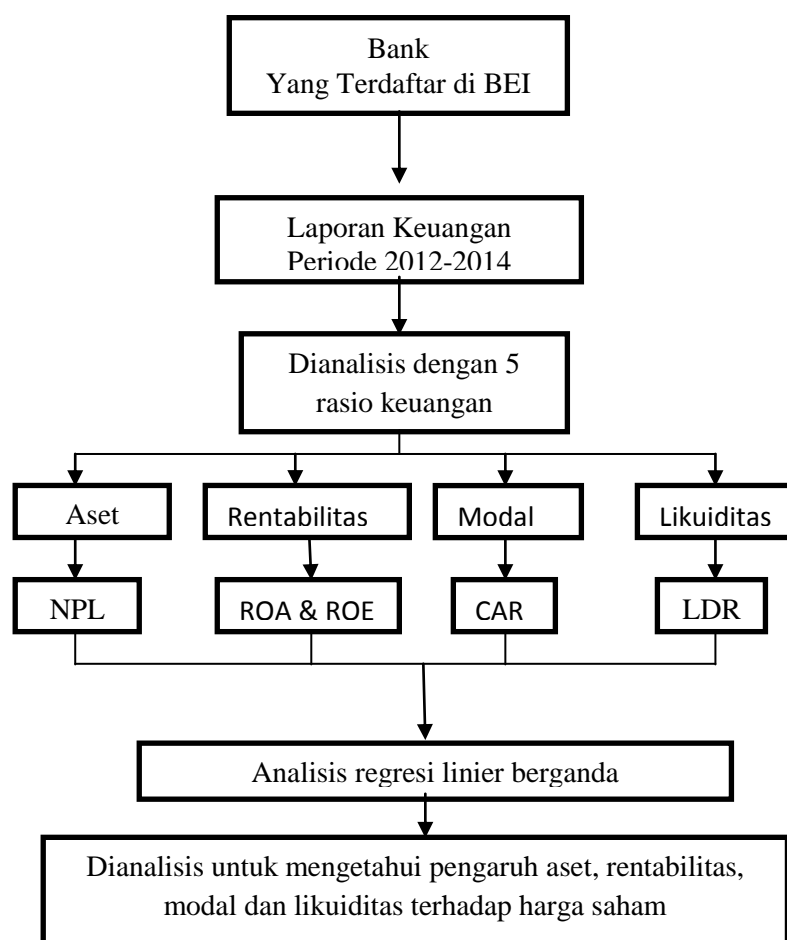 Bank
Yang Terdaftar di BEI
Laporan Keuangan
Periode 2012-2014
Dianalisis dengan 5
rasio keuangan
Aset
Rentabilitas
Modal
Likuiditas
NPL
ROA & ROE
CAR
LDR
Analisis regresi linier berganda
Dianalisis untuk mengetahui pengaruh aset, rentabilitas,
modal dan likuiditas terhadap harga saham